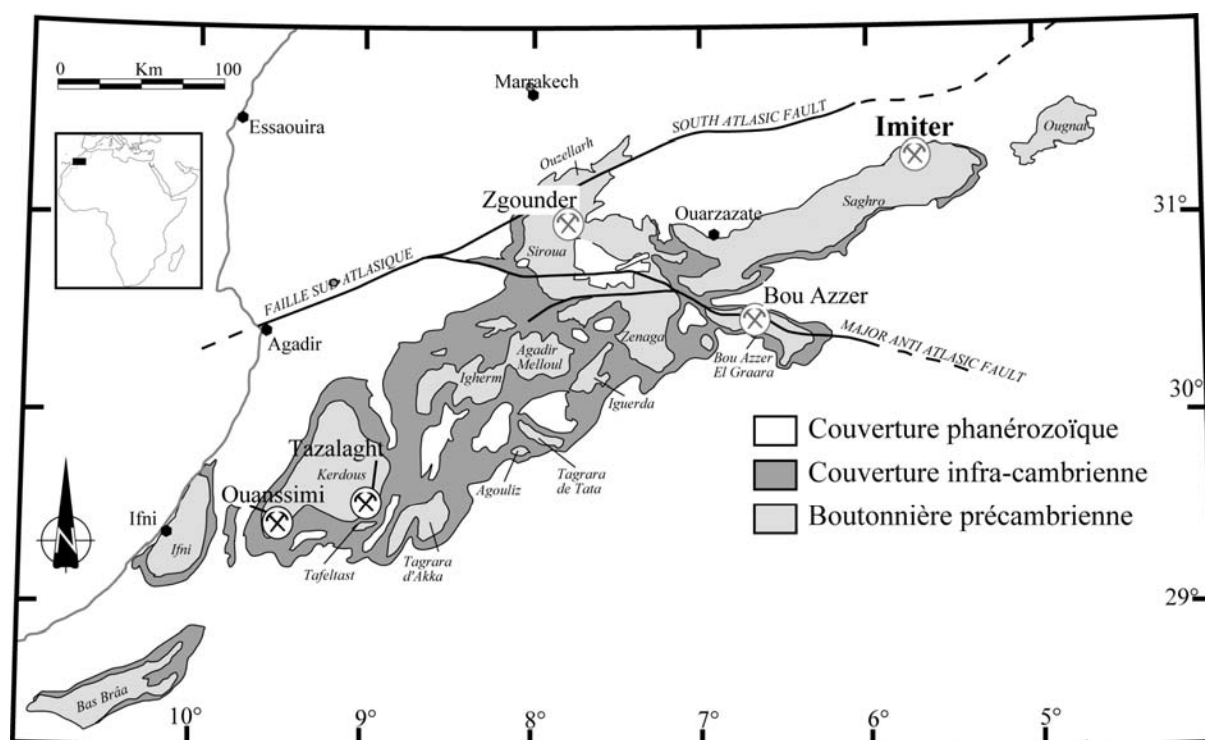 0 Km 100
Marrakech
Essaouira
SOUTH ATLASIC FAULT
Imiter
Ougnat
Ouzellarh
Zgounder
Saghro
31°
Ouarzazate
Siroua
FAILLE SUD ATLASIQUE
Bou Azzer
Agadir
Zenaga
MAJOR ANTI ATLASIC FAULT
Agadir
Melloul
Bou Azzer
El Graara
Igherm
Iguerda
30°
Couverture phanérozoïque
Tazalaght
Kerdous
Couverture infra-cambrienne
Tagrara
de Tata
Agouliz
Ouanssimi
Boutonnière précambrienne
Ifni
N
Ifni
Tafeltast
Tagrara
d'Akka
29°
Bas Brâa
10° 9° 8° 7° 6° 5°